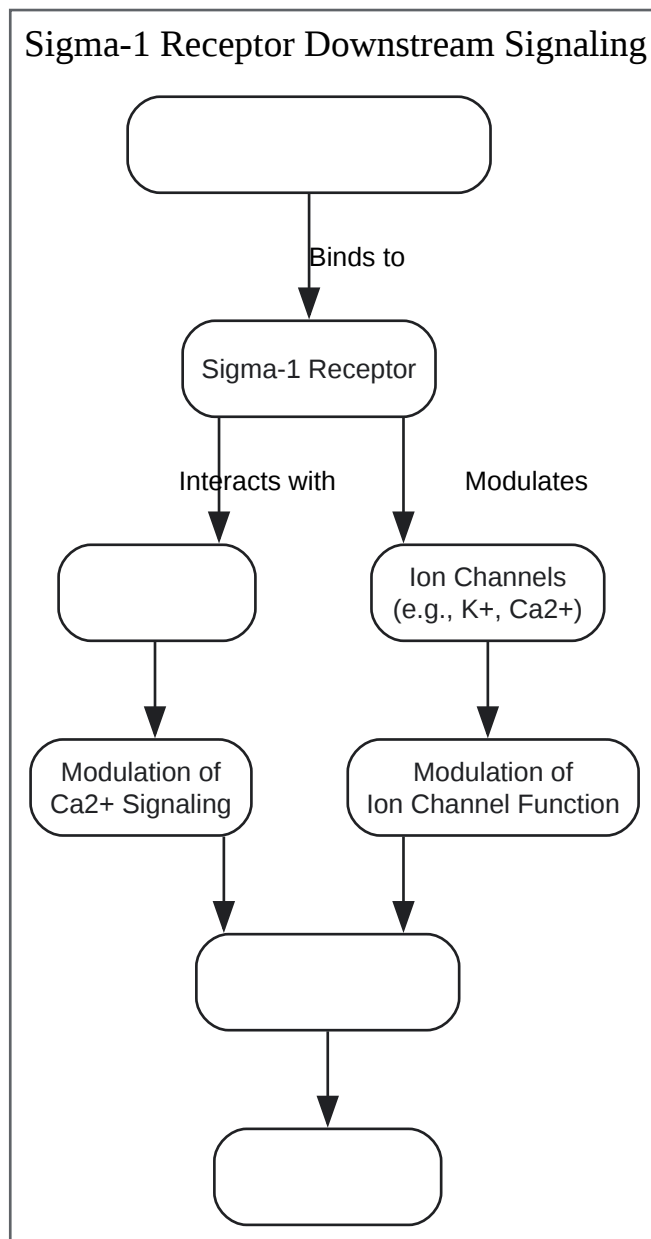 Sigma-1 Receptor Downstream Signaling
Binds to
Sigma-1 Receptor
Interacts with
Modulates
Ion Channels
(e.g., K+, Ca2+)
Modulation of
Ca2+ Signaling
Modulation of
Ion Channel Function